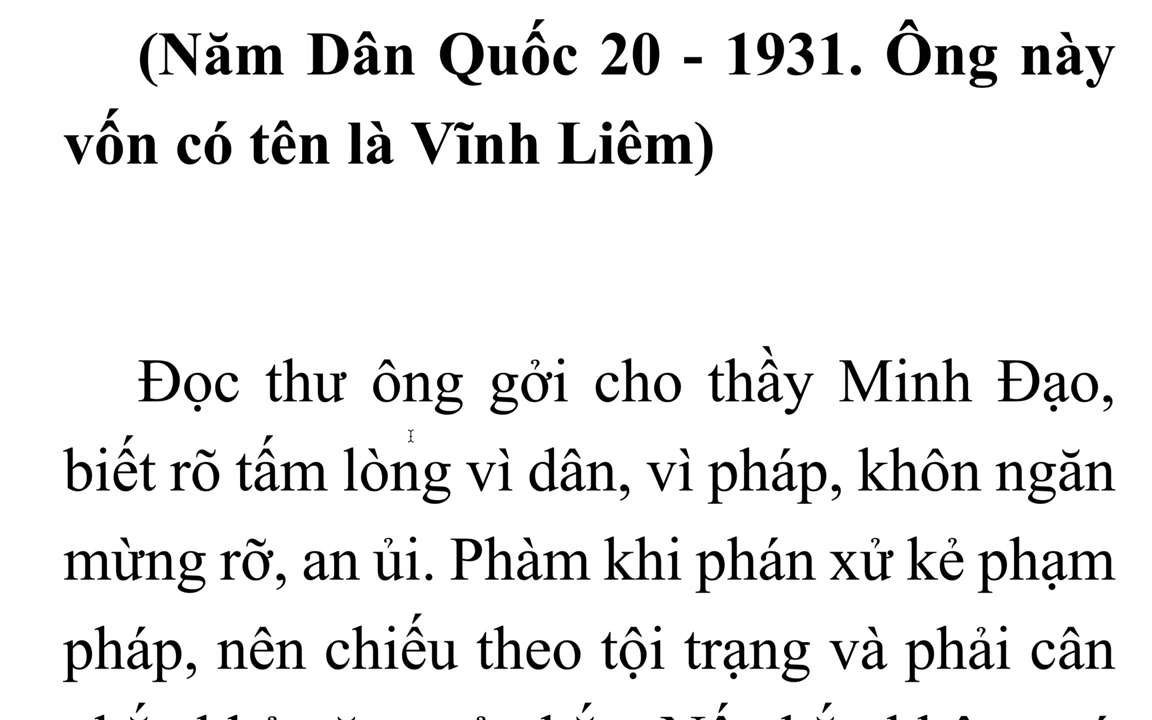 (Năm Dân Quốc 20 - 1931. Ông này
vốn có tên là Vĩnh Liêm)
Đọc thư ông gởi cho thầy Minh Đạo,
biết rõ tấm lòng vì dân, vì pháp, khôn ngăn
mừng rỡ, an ủi. Phàm khi phán xử kẻ phạm
pháp, nên chiếu theo tội trạng và phải cân